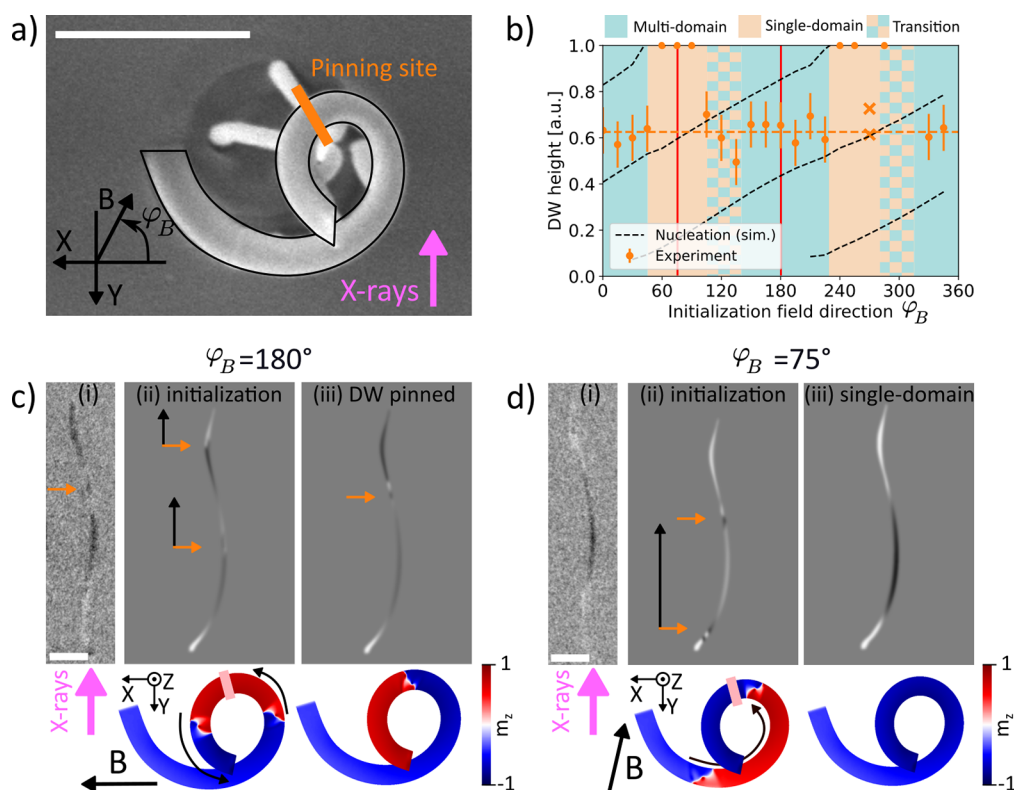 a)
Pinning site
B
φB
X
Y
X-rays
b)
Multi-domain
Single-domain
Transition
DW height [a.u.]
1.0
0.8
0.6
0.4
0.2
0.0
Nucleation (sim.)
Experiment
0 60 120 180 240 300 360
Initialization field direction φB
φB=180°
c)
(i)
(ii) initialization
(iii) DW pinned
X-rays
X Z
Y
B
1
mz
-1
φB=75°
d)
(i)
(ii) initialization
(iii) single-domain
X-rays
X Z
Y
B
1
mz
-1